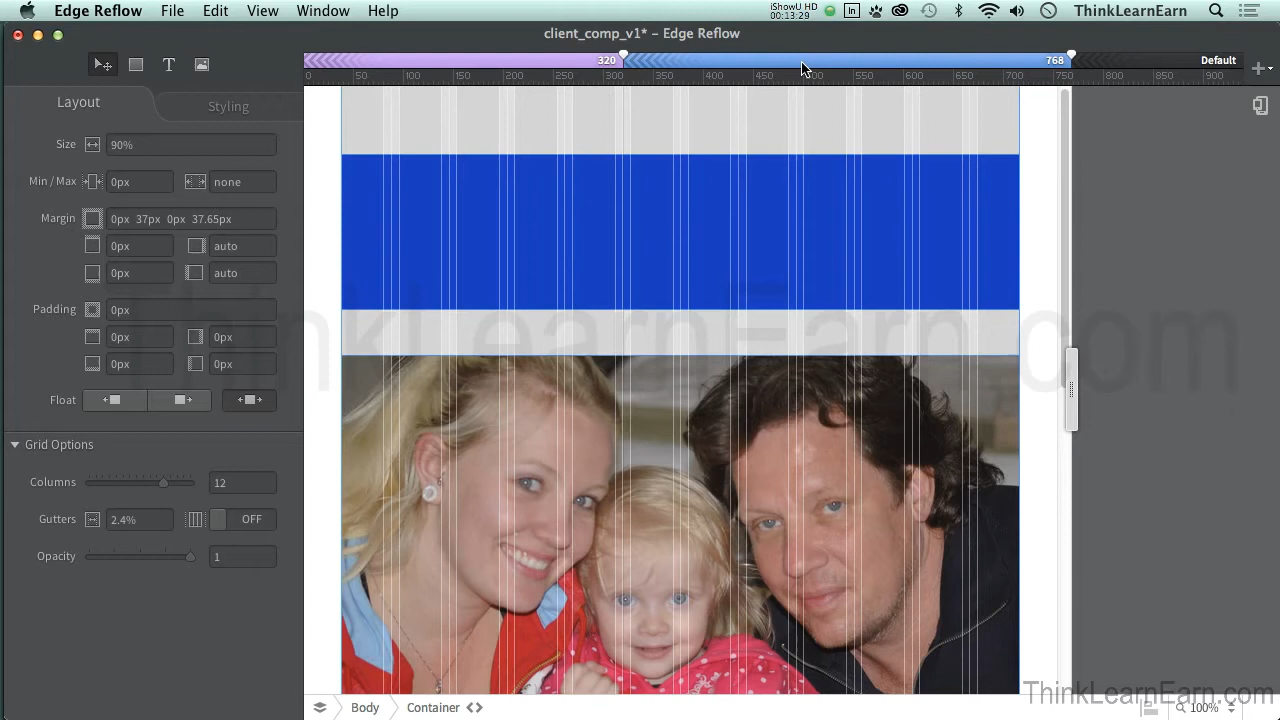 Edge Reflow File Edit View Window Help iShowU HD 00:13:29 In ThinkLearnEarn
client_comp_v1* – Edge Reflow
320 768 Default
0 50 100 150 200 250 300 350 400 450 500 550 600 650 700 750 800 850 900
T
Layout Styling
Size 90%
Min / Max 0px none
Margin 0px 37px 0px 37.65px
0px auto
0px auto
Padding 0px
0px 0px
0px 0px
Float
Grid Options
Columns 12
Gutters 2.4% OFF
Opacity 1
ThinkLearnEarn.com
ThinkLearnEarn.com
Body Container 100%